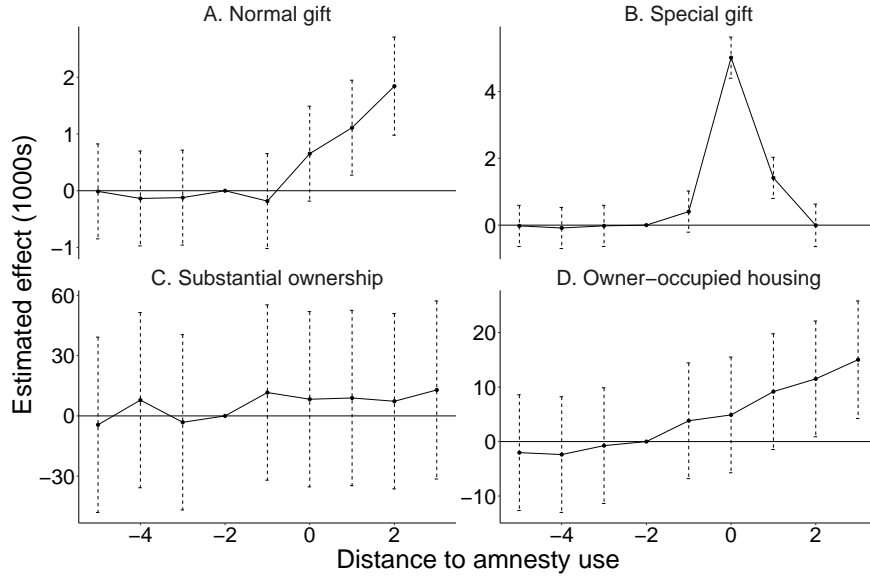 A. Normal gift
B. Special gift
2
1
0
−1
4
2
0
Estimated effect (1000s)
C. Substantial ownership
D. Owner−occupied housing
60
30
0
−30
20
10
0
−10
−4 −2 0 2
−4 −2 0 2
Distance to amnesty use